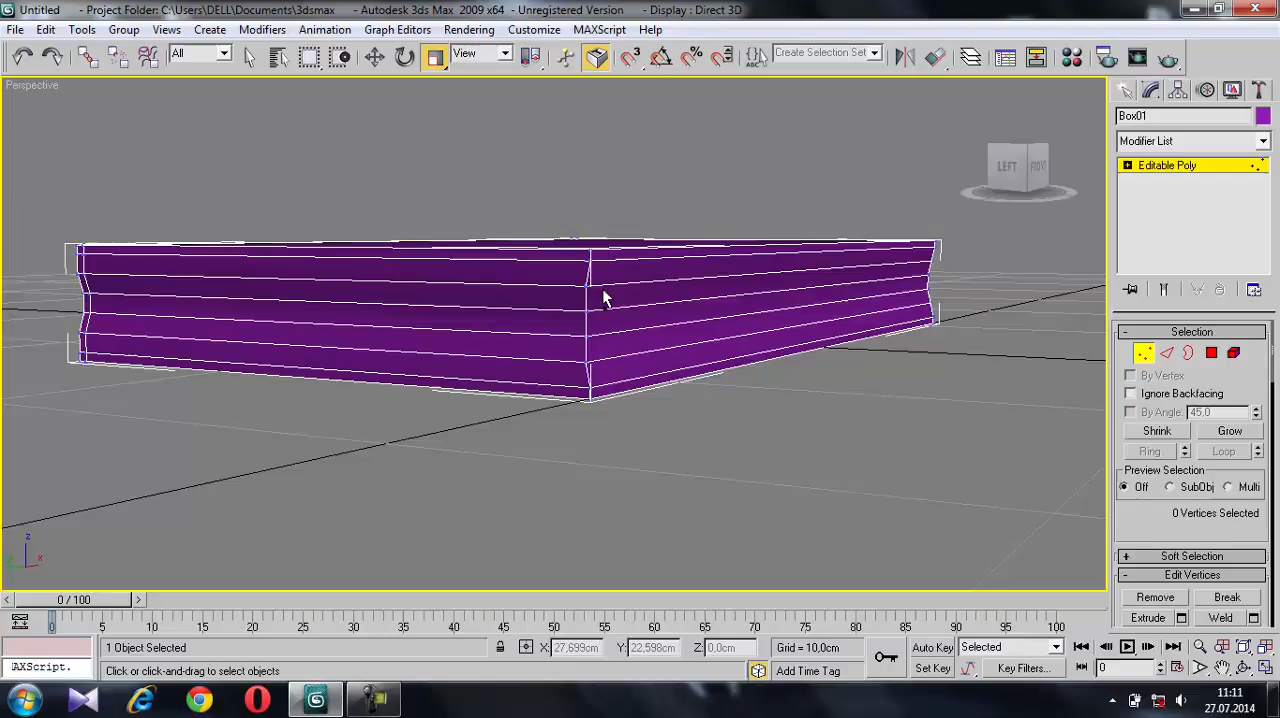 Untitled - Project Folder: C:\Users\DELL\Documents\3dsmax - Autodesk 3ds Max 2009 x64 - Unregistered Version - Display : Direct 3D
File Edit Tools Group Views Create Modifiers Animation Graph Editors Rendering Customize MAXScript Help
All View 3 % ABC Create Selection Set
Perspective
LEFT FRONT
Box01
Modifier List
Editable Poly
Selection
By Vertex
Ignore Backfacing
By Angle: 45,0
Shrink Grow
Ring Loop
Preview Selection
Off SubObj Multi
0 Vertices Selected
Soft Selection
Edit Vertices
Remove Break
Extrude Weld
z
x
y
0 / 100
0 5 10 15 20 25 30 35 40 45 50 55 60 65 70 75 80 85 90 95 100
1 Object Selected X: 27,699cm Y: 22,598cm Z: 0,0cm Grid = 10,0cm Auto Key Selected
AXScript. Click or click-and-drag to select objects Add Time Tag Set Key Key Filters... 0
11:11
27.07.2014